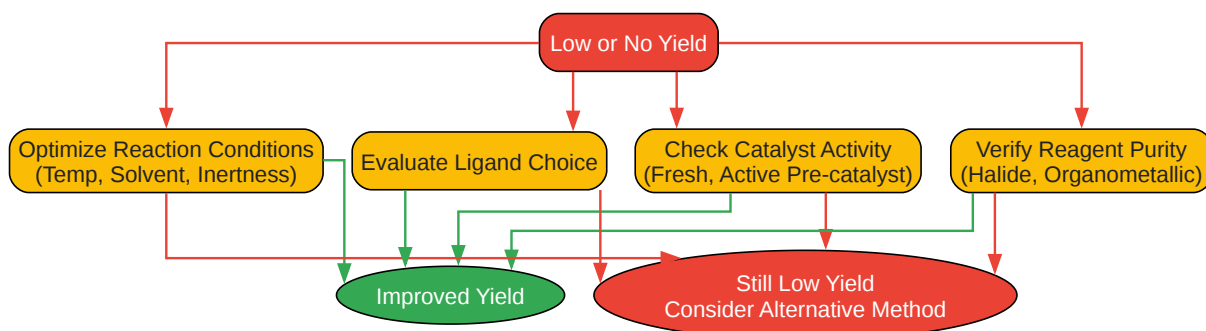 Low or No Yield
Optimize Reaction Conditions
(Temp, Solvent, Inertness)
Evaluate Ligand Choice
Check Catalyst Activity
(Fresh, Active Pre-catalyst)
Verify Reagent Purity
(Halide, Organometallic)
Improved Yield
Still Low Yield
Consider Alternative Method